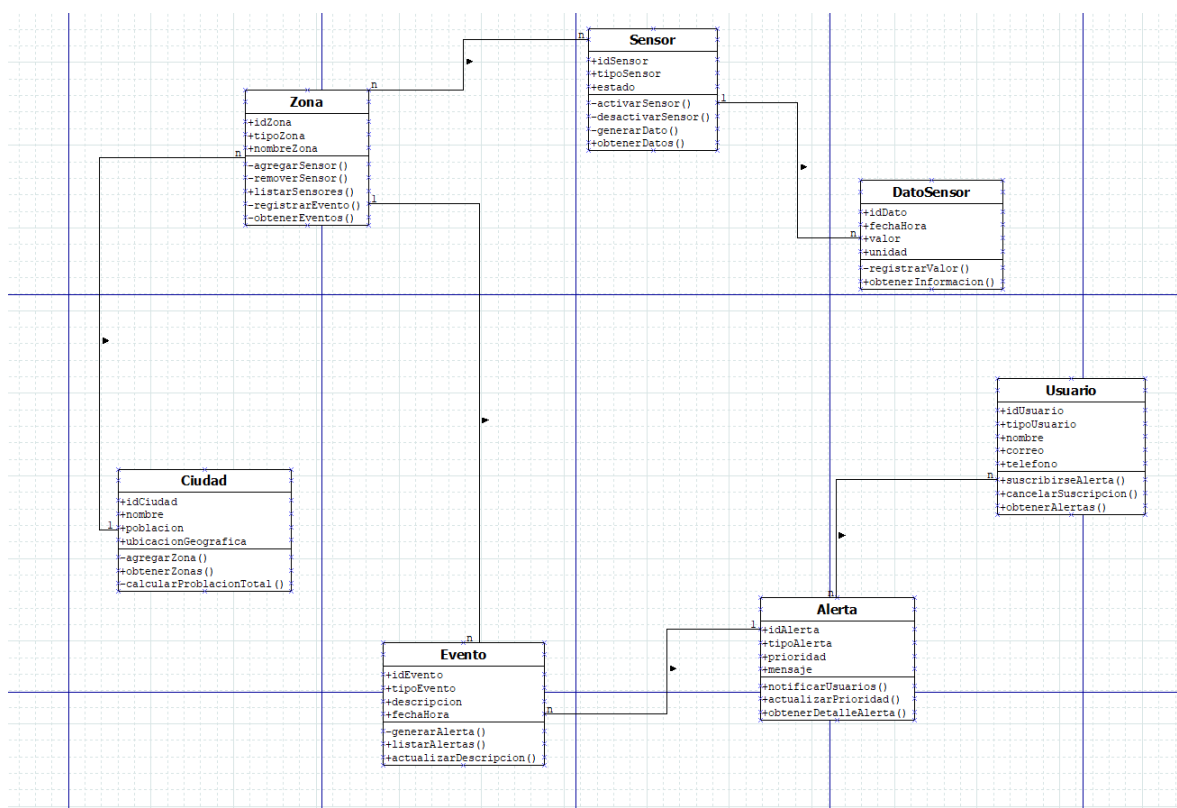 Sensor
+idSensor
+tipoSensor
+estado
-activarSensor()
-desactivarSensor()
-generarDato()
+obtenerDatos()
n
n
1
n
Zona
+idZona
+tipoZona
+nombreZona
-agregarSensor()
-removerSensor()
+listarSensores()
-registrarEvento()
-obtenerEventos()
n
1
DatoSensor
+idDato
+fechaHora
+valor
+unidad
-registrarValor()
+obtenerInformacion()
Usuario
+idUsuario
+tipoUsuario
+nombre
+correo
+telefono
+suscribirseAlerta()
+cancelarSuscripcion()
+obtenerAlertas()
n
n
Ciudad
+idCiudad
+nombre
+poblacion
+ubicacionGeografica
-agregarZona()
+obtenerZonas()
-calcularProblacionTotal()
1
Alerta
+idAlerta
+tipoAlerta
+prioridad
+mensaje
+notificarUsuarios()
+actualizarPrioridad()
+obtenerDetalleAlerta()
1
n
n
Evento
+idEvento
+tipoEvento
+descripcion
+fechaHora
-generarAlerta()
+listarAlertas()
+actualizarDescripcion()